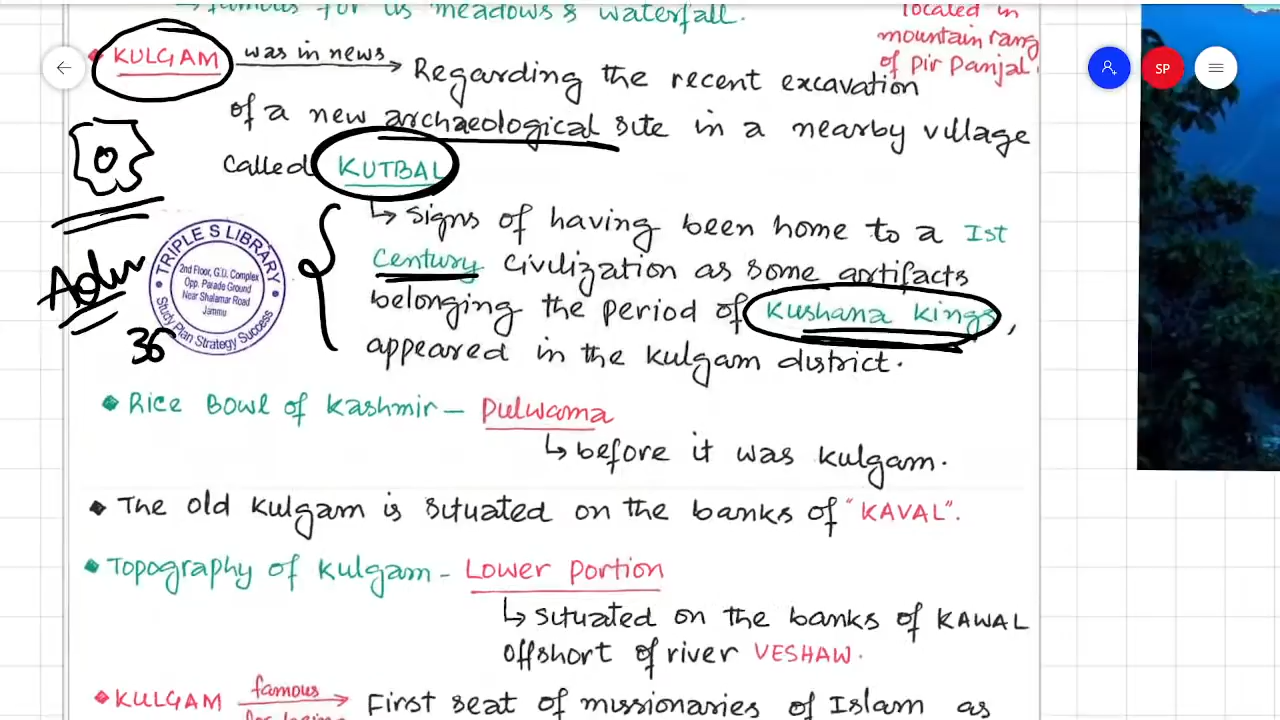 famous for its meadows & waterfall.
located in
mountain rang
of Pir Panjal.
KULGAM was in news Regarding the recent excavation
of a new archaeological site in a nearby village
called KUTBAL
Signs of having been home to a Ist
Century civilization as some artifacts
belonging the period of Kushana kings,
appeared in the Kulgam district.
TRIPLE S LIBRARY
2nd Floor, G.D. Complex
Opp. Parade Ground
Near Shalamar Road
Jammu
Study Plan Strategy Success
36
Rice Bowl of Kashmir – Pulwama
before it was Kulgam.
The old Kulgam is situated on the banks of "KAVAL".
Topography of Kulgam – Lower Portion
situated on the banks of KAWAL
offshort of river VESHAW.
KULGAM famous First seat of missionaries of Islam as
SP